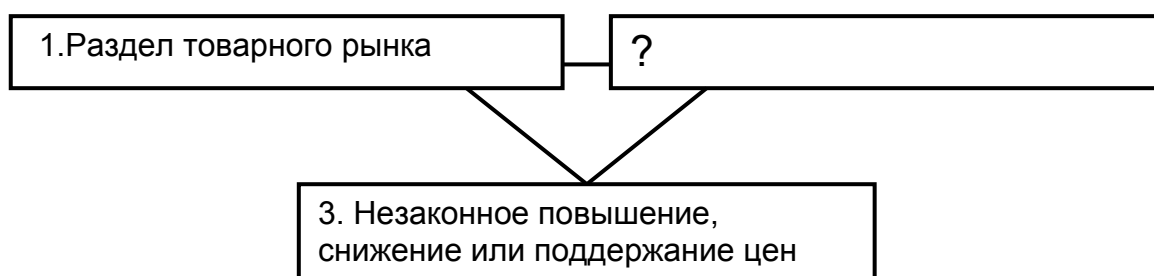 1.Раздел товарного рынка
?
3. Незаконное повышение,
снижение или поддержание цен